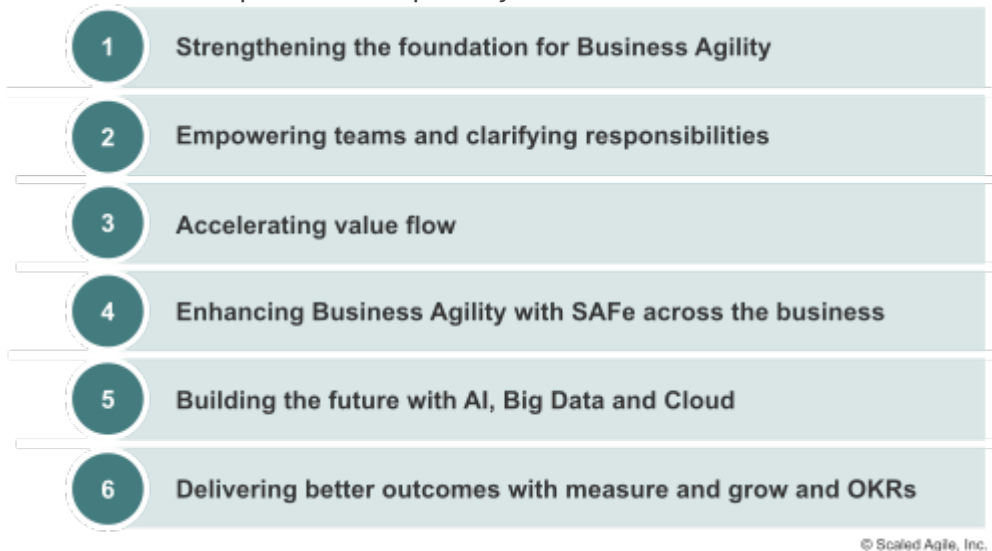 1 Strengthening the foundation for Business Agility
2 Empowering teams and clarifying responsibilities
3 Accelerating value flow
4 Enhancing Business Agility with SAFe across the business
5 Building the future with AI, Big Data and Cloud
6 Delivering better outcomes with measure and grow and OKRs
© Scaled Agile, Inc.